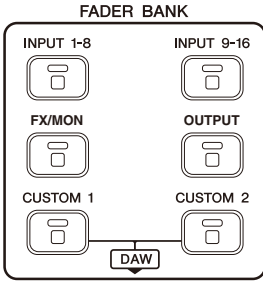 FADER BANK
INPUT 1-8 INPUT 9-16
FX/MON OUTPUT
CUSTOM 1 CUSTOM 2
DAW